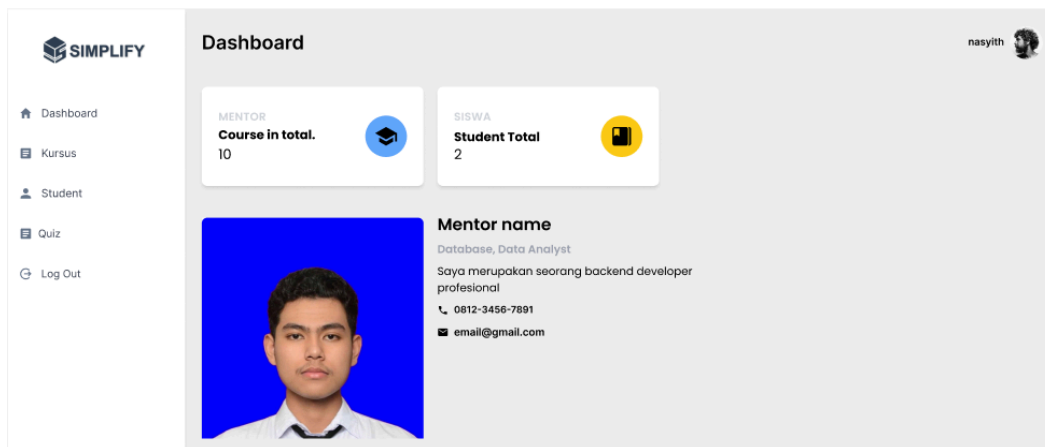 SIMPLIFY
Dashboard
nasyith
Dashboard
Kursus
Student
Quiz
Log Out
MENTOR
Course in total.
10
SISWA
Student Total
2
Mentor name
Database, Data Analyst
Saya merupakan seorang backend developer
profesional
0812-3456-7891
email@gmail.com